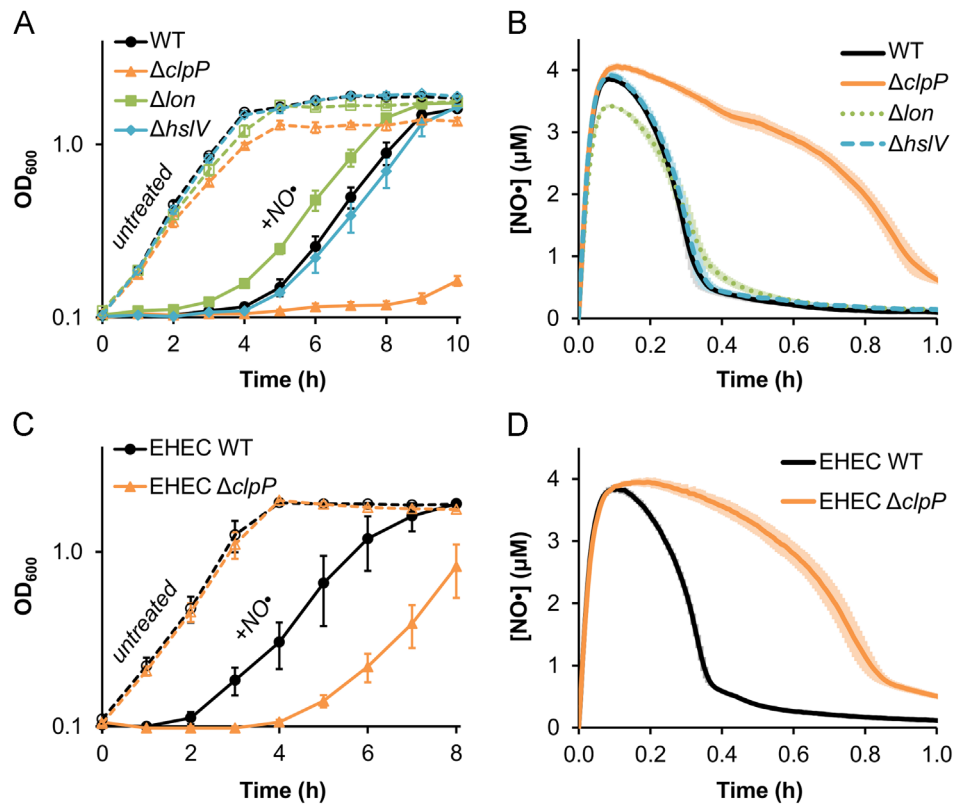 A
WT
ΔclpP
Δlon
ΔhslV
OD600
1.0
0.1
untreated
+NO•
0 2 4 6 8 10
Time (h)
B
WT
ΔclpP
Δlon
ΔhslV
[NO•] (µM)
5
4
3
2
1
0
0.0 0.2 0.4 0.6 0.8 1.0
Time (h)
C
EHEC WT
EHEC ΔclpP
OD600
1.0
0.1
untreated
+NO•
0 2 4 6 8
Time (h)
D
EHEC WT
EHEC ΔclpP
[NO•] (µM)
5
4
3
2
1
0
0.0 0.2 0.4 0.6 0.8 1.0
Time (h)